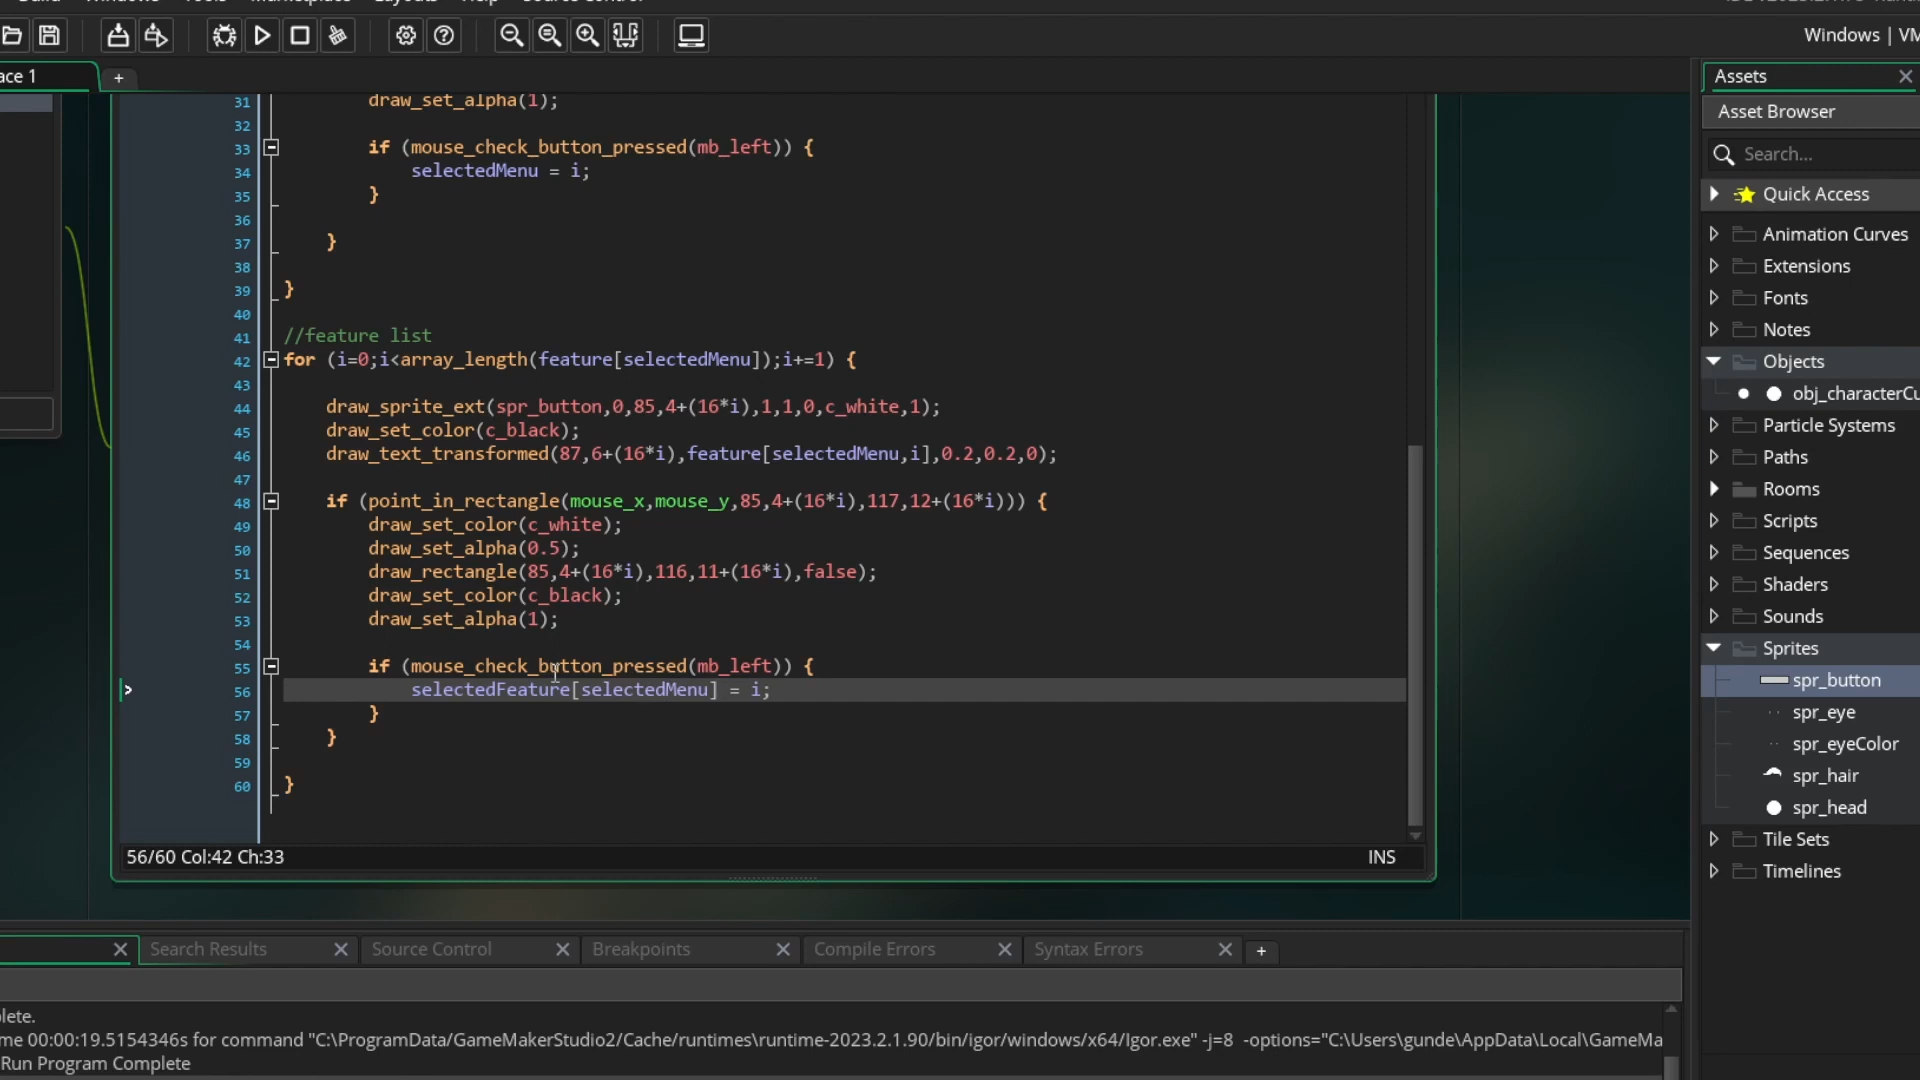 Build Windows Tools Marketplace Layouts Help Source Control
Windows | VM
ace 1
+
Assets
Asset Browser
Search...
Quick Access
Animation Curves
Extensions
Fonts
Notes
Objects
obj_characterCu
Particle Systems
Paths
Rooms
Scripts
Sequences
Shaders
Sounds
Sprites
spr_button
spr_eye
spr_eyeColor
spr_hair
spr_head
Tile Sets
Timelines
31 draw_set_alpha(1);
32
33 if (mouse_check_button_pressed(mb_left)) {
34 selectedMenu = i;
35 }
36
37 }
38
39 }
40
41 //feature list
42 for (i=0;i<array_length(feature[selectedMenu]);i+=1) {
43
44 draw_sprite_ext(spr_button,0,85,4+(16*i),1,1,0,c_white,1);
45 draw_set_color(c_black);
46 draw_text_transformed(87,6+(16*i),feature[selectedMenu,i],0.2,0.2,0);
47
48 if (point_in_rectangle(mouse_x,mouse_y,85,4+(16*i),117,12+(16*i))) {
49 draw_set_color(c_white);
50 draw_set_alpha(0.5);
51 draw_rectangle(85,4+(16*i),116,11+(16*i),false);
52 draw_set_color(c_black);
53 draw_set_alpha(1);
54
55 if (mouse_check_button_pressed(mb_left)) {
56 selectedFeature[selectedMenu] = i;
57 }
58 }
59
60 }
56/60 Col:42 Ch:33 INS
Search Results Source Control Breakpoints Compile Errors Syntax Errors +
lete.
me 00:00:19.5154346s for command "C:\ProgramData/GameMakerStudio2/Cache/runtimes\runtime-2023.2.1.90/bin/igor/windows/x64/Igor.exe" -j=8 -options="C:\Users\gunde\AppData\Local\GameMa
Run Program Complete